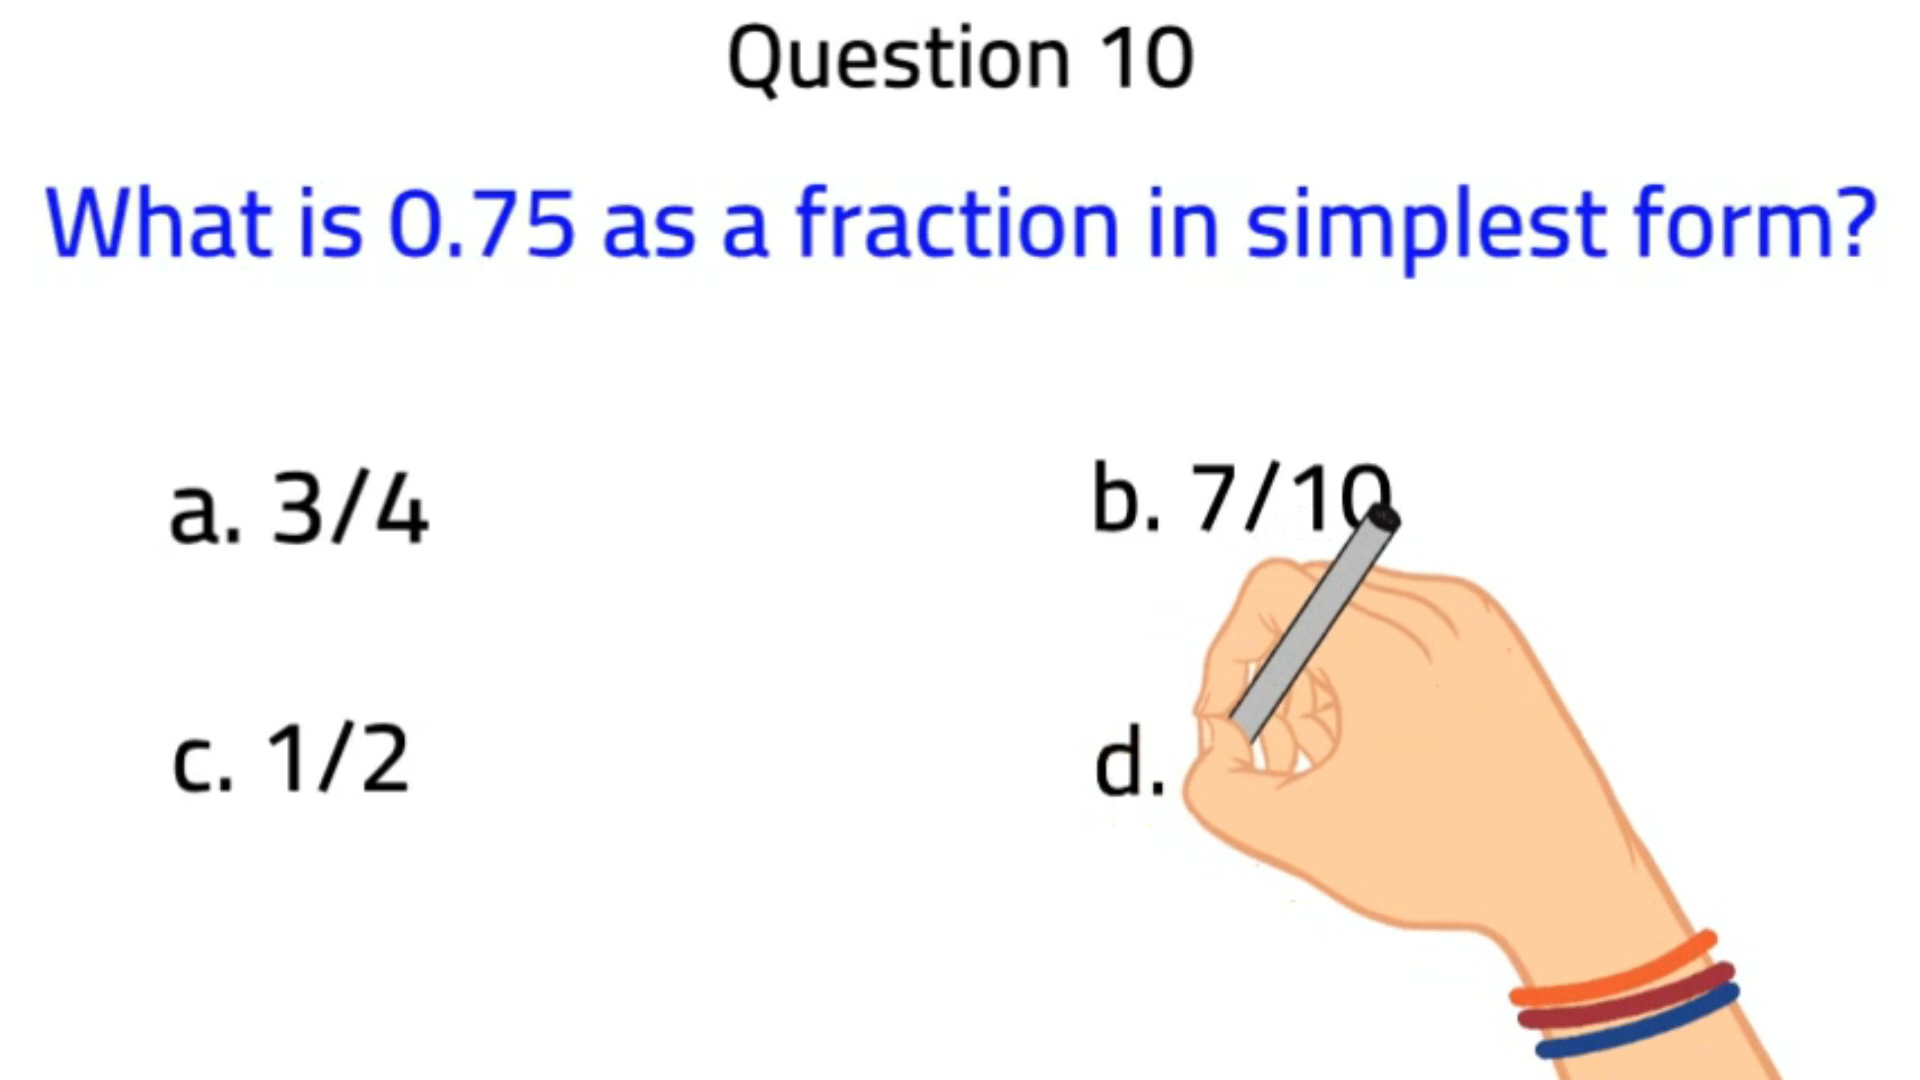 Question 10
What is 0.75 as a fraction in simplest form?
a. 3/4
b. 7/10
c. 1/2
d.